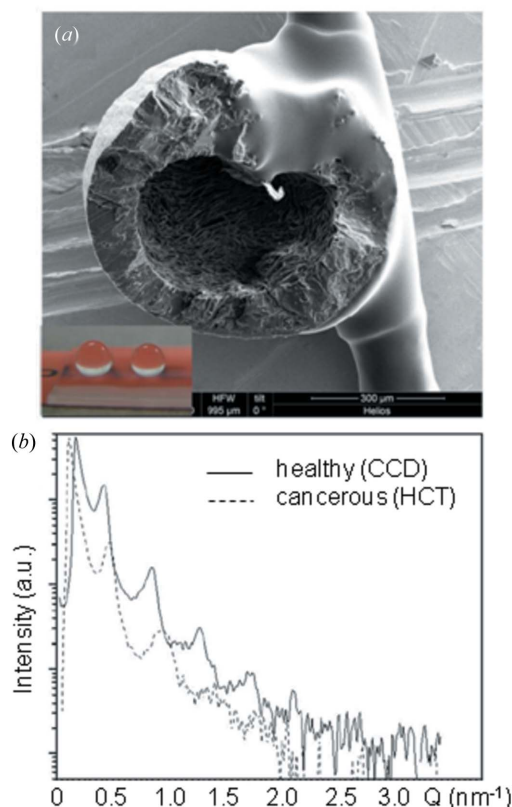 (a)
HFW
tilt
300 µm
995 µm
0°
Helios
(b)
healthy (CCD)
cancerous (HCT)
Intensity (a.u.)
0 0.5 1.0 1.5 2.0 2.5 3.0 Q (nm⁻¹)